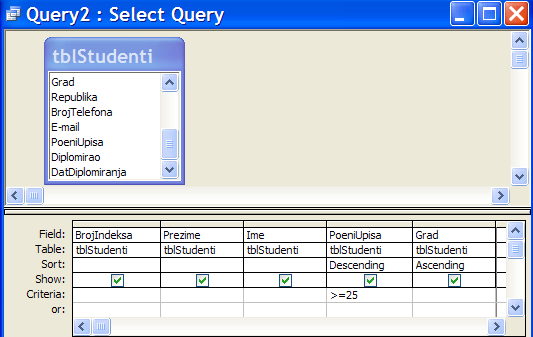 Query2 : Select Query
tblStudenti
Grad
Republika
BrojTelefona
E-mail
PoeniUpisa
Diplomirao
DatDiplomiranja
Field: BrojIndeksa Prezime Ime PoeniUpisa Grad
Table: tblStudenti tblStudenti tblStudenti tblStudenti tblStudenti
Sort: Descending Ascending
Show:
Criteria: >=25
or: